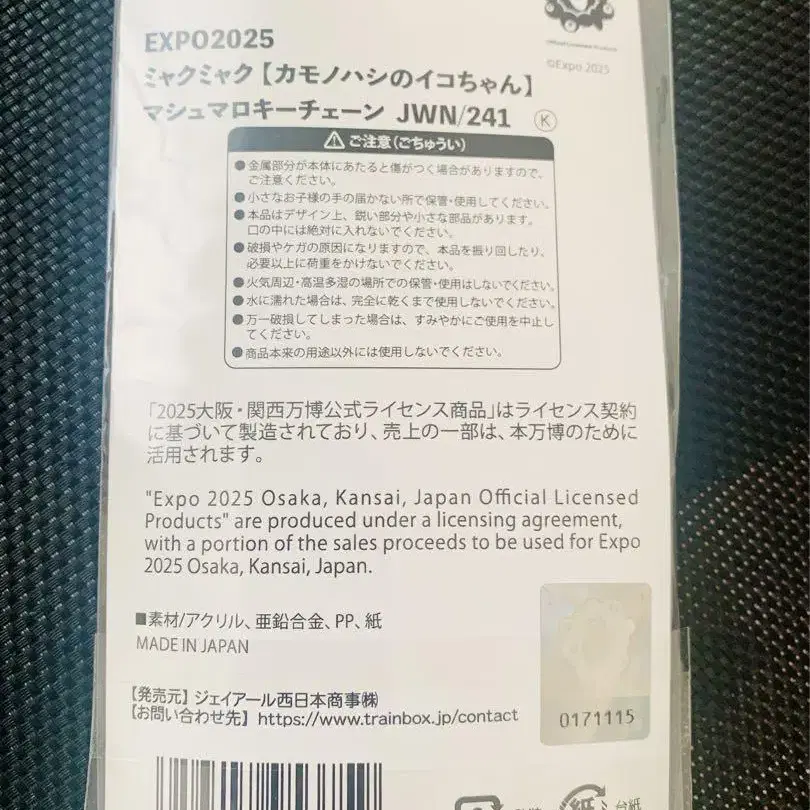 Official Licensed Product
©Expo 2025
EXPO2025
ミャクミャク【カモノハシのイコちゃん】
マシュマロキーチェーン JWN/241 Ⓚ
⚠ご注意(ごちゅうい)
●金属部分が本体にあたると傷がつく場合がありますので、
ご注意ください。
●小さなお子様の手の届かない所で保管・使用してください。
●本品はデザイン上、鋭い部分や小さな部品があります。
口の中には絶対に入れないでください。
●破損やケガの原因になりますので、本品を振り回したり、
必要以上に荷重をかけないでください。
●火気周辺・高温多湿の場所での保管・使用はしないでください。
●水に濡れた場合は、完全に乾くまで使用しないでください。
●万一破損してしまった場合は、すみやかにご使用を中止し
てください。
●商品本来の用途以外には使用しないでください。
「2025大阪・関西万博公式ライセンス商品」はライセンス契約
に基づいて製造されており、売上の一部は、本万博のために
活用されます。
"Expo 2025 Osaka, Kansai, Japan Official Licensed
Products" are produced under a licensing agreement,
with a portion of the sales proceeds to be used for Expo
2025 Osaka, Kansai, Japan.
■素材/アクリル、亜鉛合金、PP、紙
MADE IN JAPAN
【発売元】ジェイアール西日本商事㈱
【お問い合わせ先】https://www.trainbox.jp/contact
0171115
紙
台紙